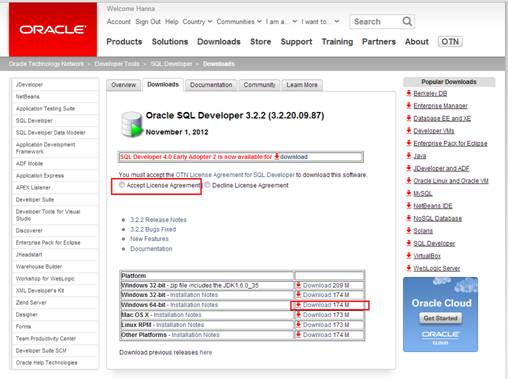 ORACLE
Welcome Hanna
Account Sign Out Help Country Communities I am a... I want to... Search
Products Solutions Downloads Store Support Training Partners About OTN
Oracle Technology Network > Developer Tools > SQL Developer > Downloads
JDeveloper
NetBeans
Application Testing Suite
SQL Developer
SQL Developer Data Modeler
Application Development
Framework
ADF Mobile
Application Express
APEX Listener
Developer Suite
Developer Tools for Visual
Studio
Discoverer
Enterprise Pack for Eclipse
JHeadstart
Warehouse Builder
Workshop for WebLogic
XML Developer's Kit
Zend Server
Designer
Forms
Team Productivity Center
Developer Suite SCM
Oracle Help Technologies
Overview Downloads Documentation Community Learn More
Oracle SQL Developer 3.2.2 (3.2.20.09.87)
November 1, 2012
SQL Developer 4.0 Early Adopter 2 is now available for download
You must accept the OTN License Agreement for SQL Developer to download this software.
Accept License Agreement Decline License Agreement
3.2.2 Release Notes
3.2.2 Bugs Fixed
New Features
Documentation
Platform
Windows 32-bit - zip file includes the JDK1.6.0_35 Download 209 M
Windows 32-bit - Installation Notes Download 174 M
Windows 64-bit - Installation Notes Download 174 M
Mac OS X - Installation Notes Download 173 M
Linux RPM - Installation Notes Download 173 M
Other Platforms - Installation Notes Download 174 M
Download previous releases here
Popular Downloads
Berkeley DB
Enterprise Manager
Database EE and XE
Developer VMs
Enterprise Pack for Eclipse
Java
JDeveloper and ADF
Oracle Linux and Oracle VM
MySQL
NetBeans IDE
NoSQL Database
Solaris
SQL Developer
VirtualBox
WebLogic Server
Oracle Cloud
Get Started
ORACLE
CLOUD